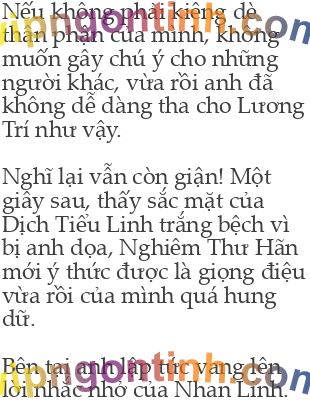 Nếu không phải kiêng dè
thân phận của mình, không
muốn gây chú ý cho những
người khác, vừa rồi anh đã
không dễ dàng tha cho Lương
Trí như vậy.
Nghĩ lại vẫn còn giận! Một
giây sau, thấy sắc mặt của
Dịch Tiểu Linh trắng bệch vì
bị anh dọa, Nghiêm Thư Hãn
mới ý thức được là giọng điệu
vừa rồi của mình quá hung
dữ.
Bên tai anh lập tức vang lên
lời nhắc nhở của Nhan Linh.
vipngontinh.com
vipngontinh.com